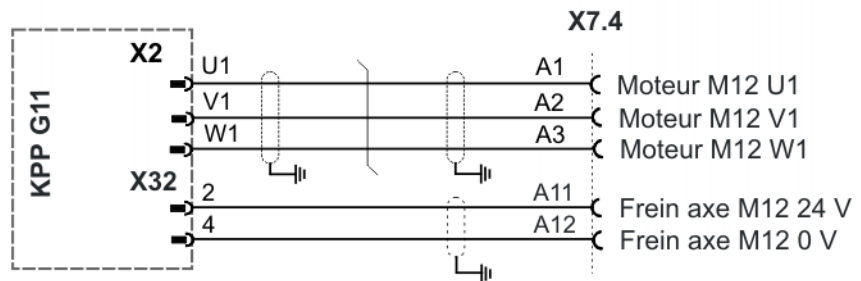 X7.4
KPP G11
X2
U1 A1 Moteur M12 U1
V1 A2 Moteur M12 V1
W1 A3 Moteur M12 W1
X32
2 A11 Frein axe M12 24 V
4 A12 Frein axe M12 0 V